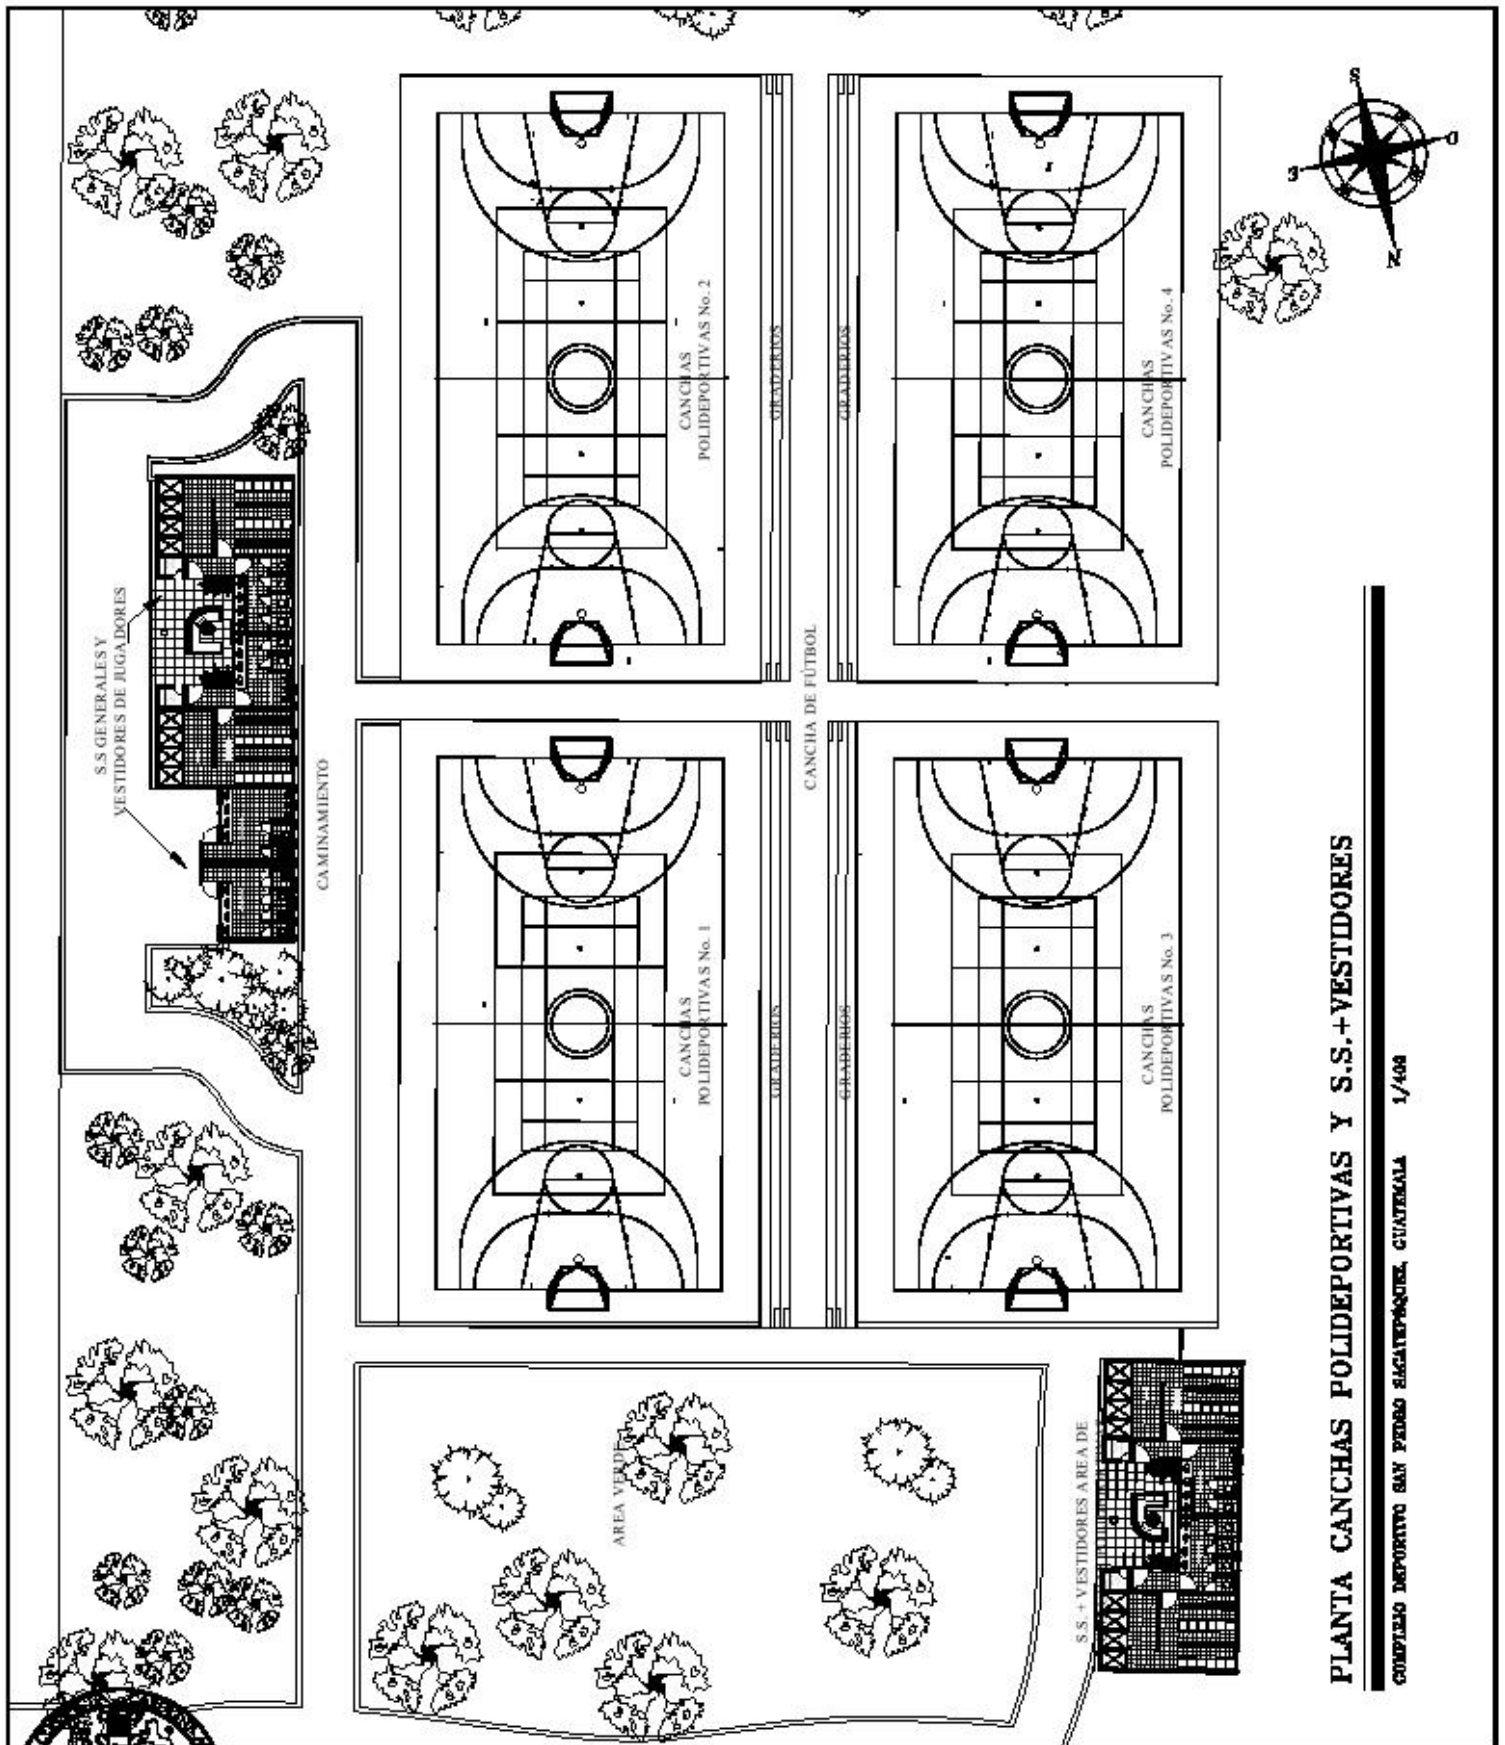 S.S GENERALES Y
VESTIDORES DE JUGADORES
CAMINAMIENTO
CANCHAS
POLIDEPORTIVAS No. 2
GRADERIOS
GRADERIOS
CANCHAS
POLIDEPORTIVAS No. 4
CANCHA DE FÚTBOL
CANCHAS
POLIDEPORTIVAS No. 1
GRADERIOS
GRADERIOS
CANCHAS
POLIDEPORTIVAS No. 3
AREA VERDE
S.S. + VESTIDORES AREA DE
S
O
E
N
PLANTA CANCHAS POLIDEPORTIVAS Y S.S.+VESTIDORES
COMPLEJO DEPORTIVO SAN PEDRO SACATEPÉQUEZ, GUATEMALA 1/400